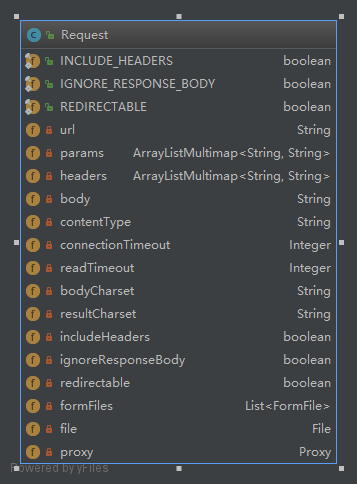 Request
INCLUDE_HEADERS boolean
IGNORE_RESPONSE_BODY boolean
REDIRECTABLE boolean
url String
params ArrayListMultimap<String, String>
headers ArrayListMultimap<String, String>
body String
contentType String
connectionTimeout Integer
readTimeout Integer
bodyCharset String
resultCharset String
includeHeaders boolean
ignoreResponseBody boolean
redirectable boolean
formFiles List<FormFile>
file File
proxy Proxy
Powered by yFiles